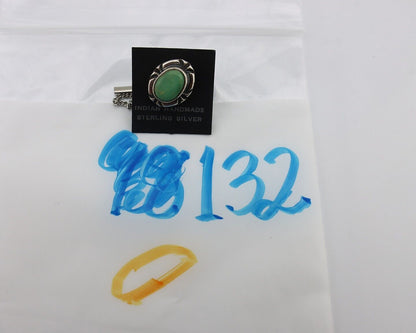 INDIAN HANDMADE
STERLING SILVER
132